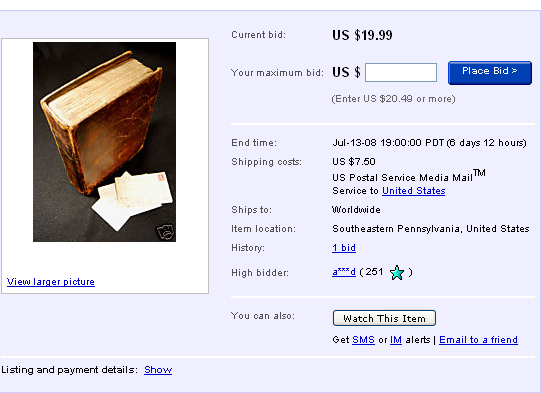 Current bid: US $19.99
Your maximum bid: US $ Place Bid >
(Enter US $20.49 or more)
End time: Jul-13-08 19:00:00 PDT (6 days 12 hours)
Shipping costs: US $7.50
US Postal Service Media Mail™
Service to United States
Ships to: Worldwide
Item location: Southeastern Pennsylvania, United States
History: 1 bid
High bidder: a***d ( 251 )
View larger picture
You can also: Watch This Item
Get SMS or IM alerts | Email to a friend
Listing and payment details: Show